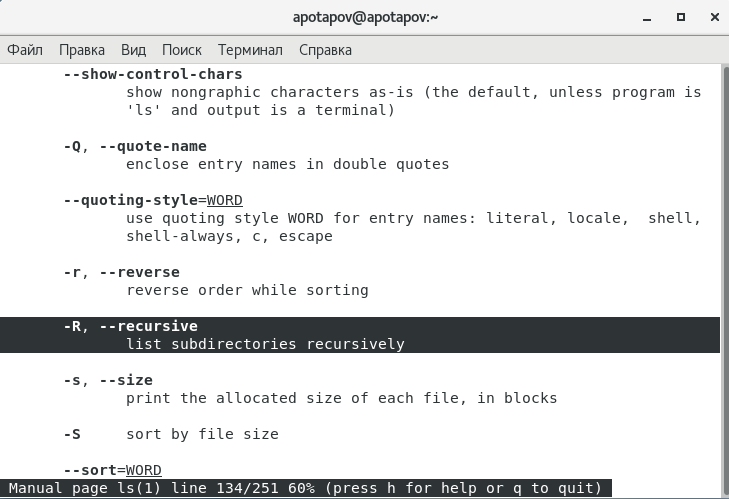 apotapov@apotapov:~
Файл Правка Вид Поиск Терминал Справка
--show-control-chars
show nongraphic characters as-is (the default, unless program is
'ls' and output is a terminal)
-Q, --quote-name
enclose entry names in double quotes
--quoting-style=WORD
use quoting style WORD for entry names: literal, locale,  shell,
shell-always, c, escape
-r, --reverse
reverse order while sorting
-R, --recursive
list subdirectories recursively
-s, --size
print the allocated size of each file, in blocks
-S     sort by file size
--sort=WORD
Manual page ls(1) line 134/251 60% (press h for help or q to quit)